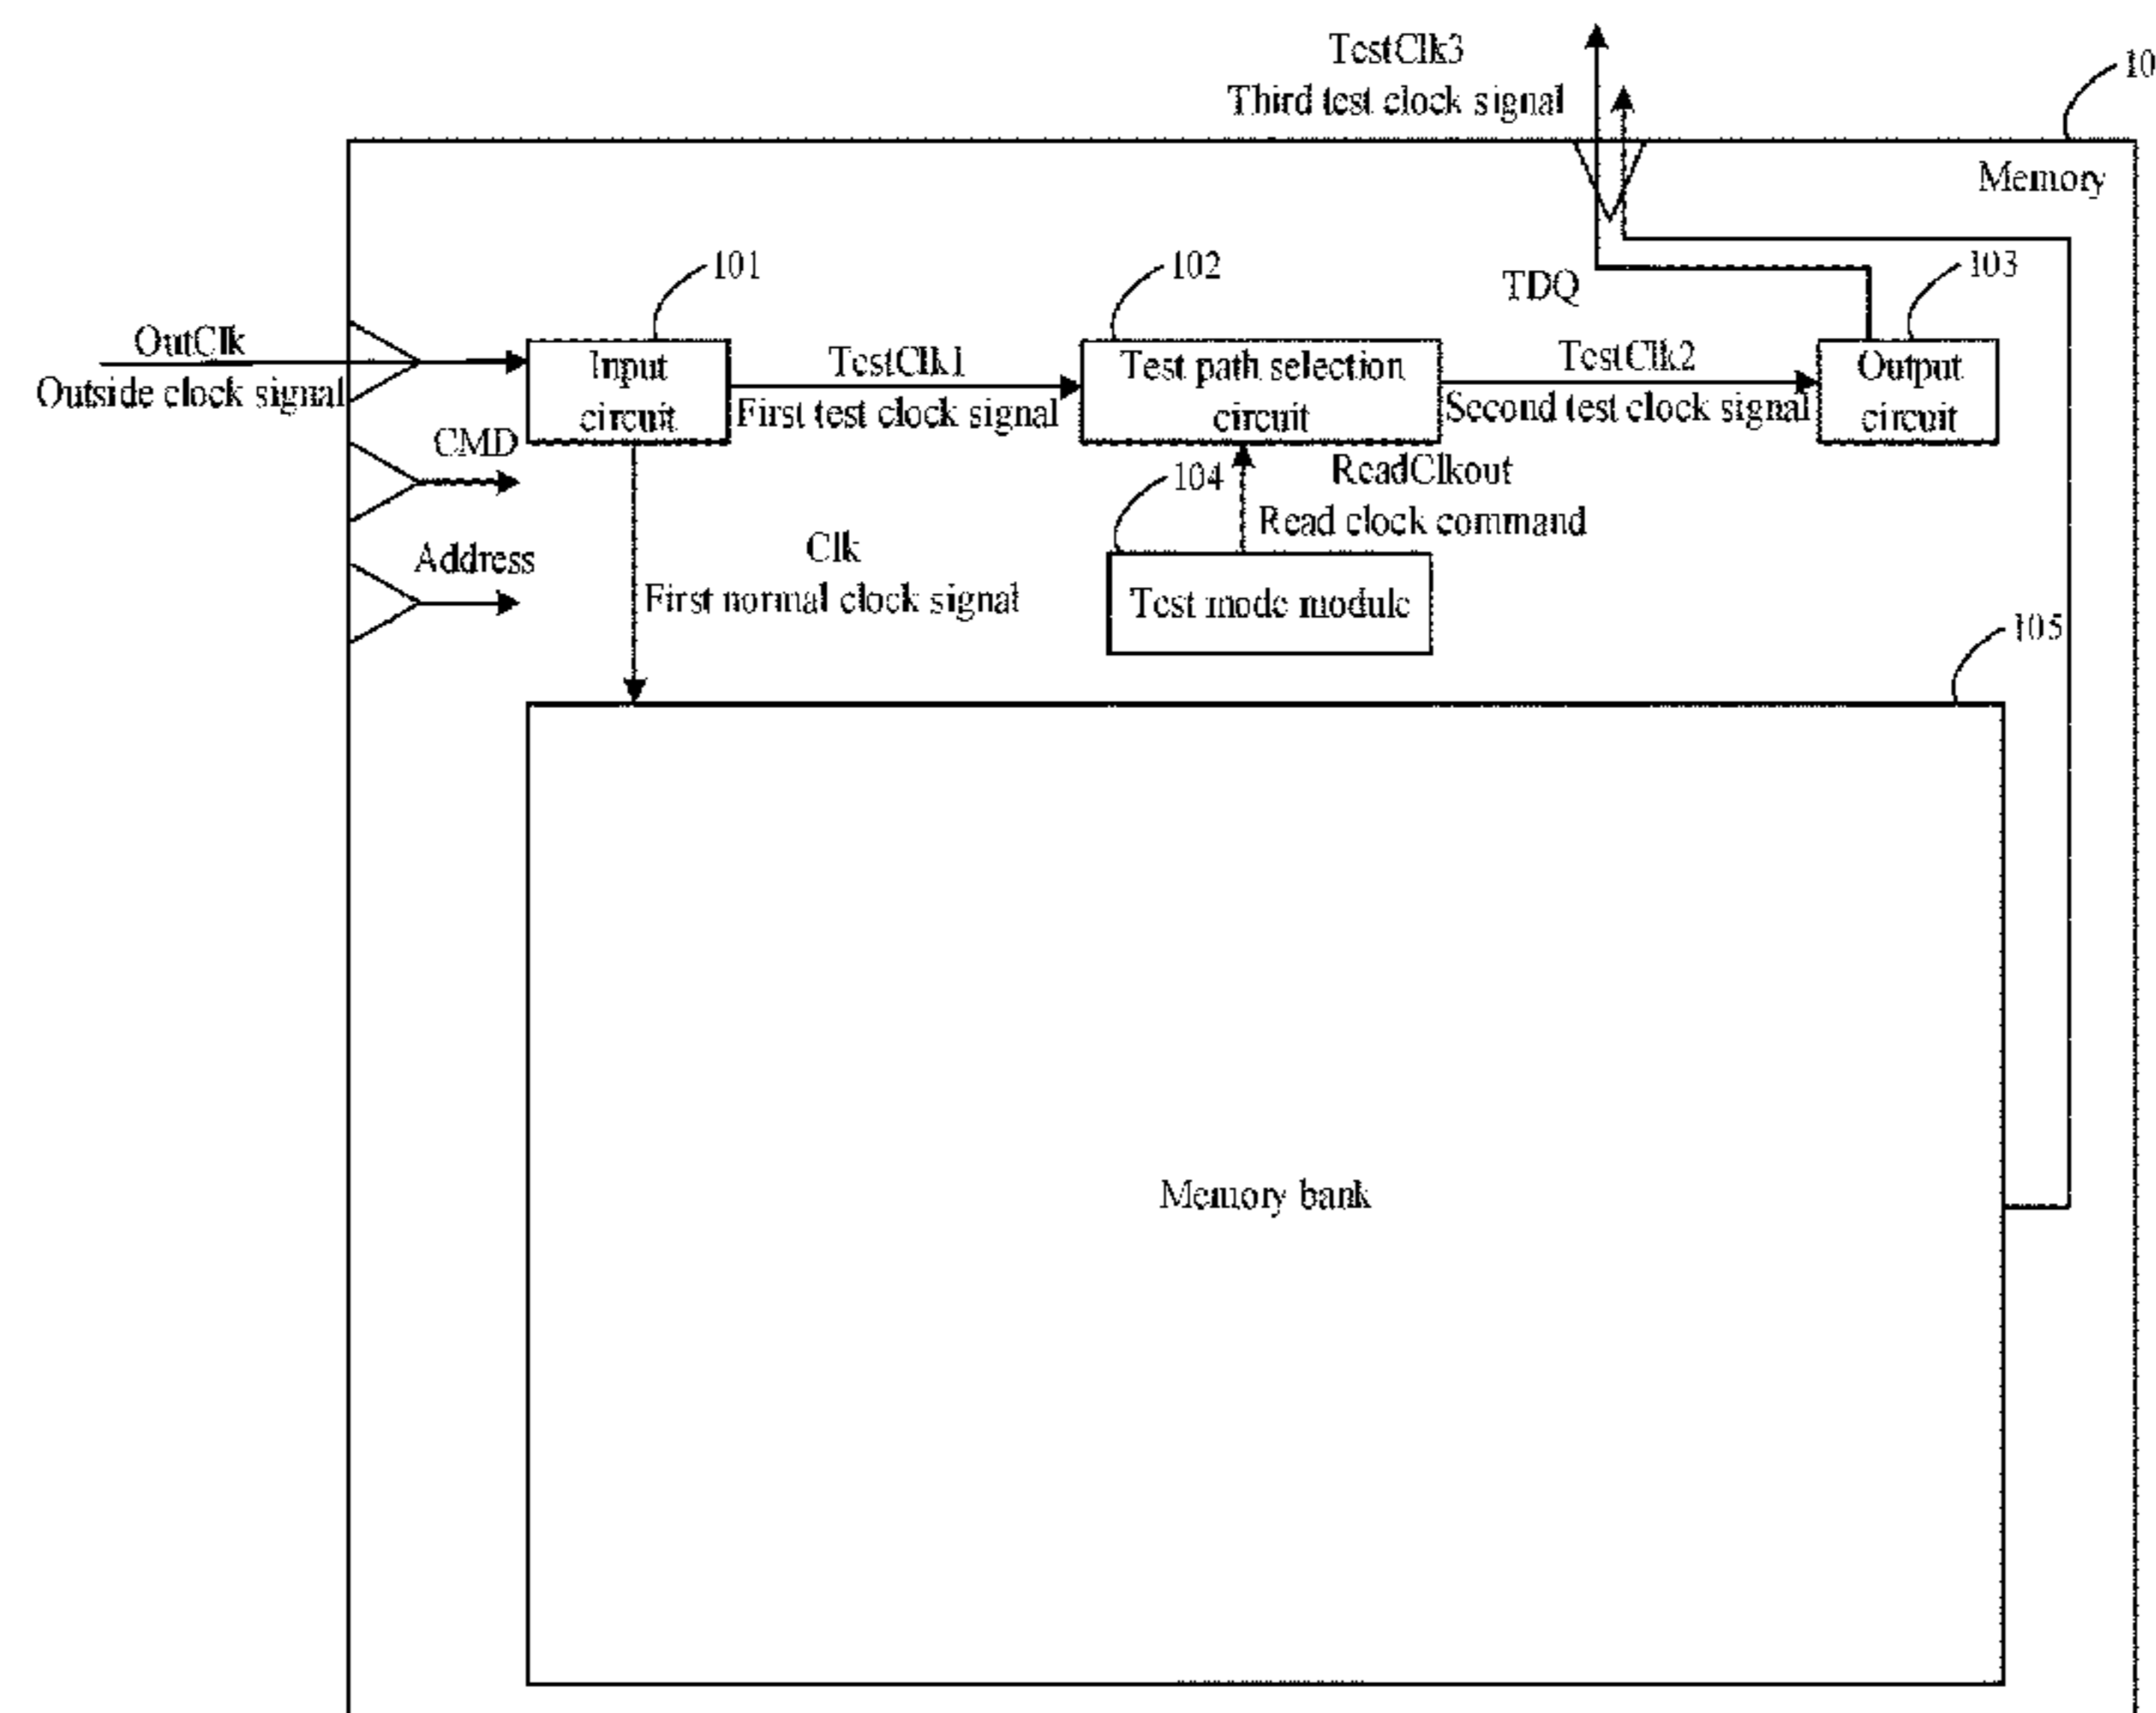 TestClk3
Third test clock signal
10
Memory
101
102
TDQ
103
OutClk
Outside clock signal
Input
circuit
TestClk1
First test clock signal
Test path selection
circuit
TestClk2
Second test clock signal
Output
circuit
CMD
104
ReadClkout
Read clock command
Address
Clk
First normal clock signal
Test mode module
105
Memory bank